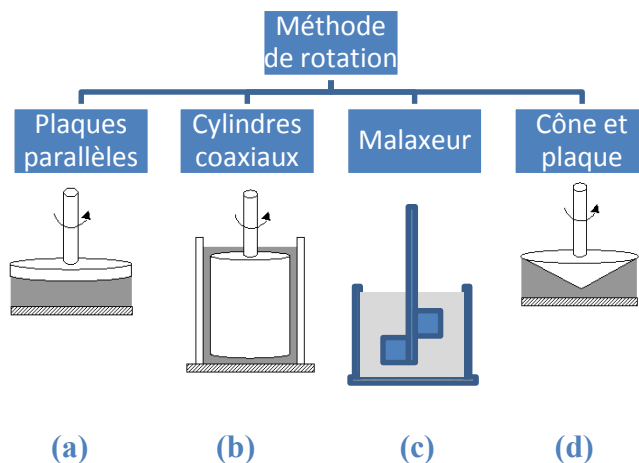 Méthode
de rotation
Plaques
parallèles
Cylindres
coaxiaux
Malaxeur
Cône et
plaque
(a)
(b)
(c)
(d)